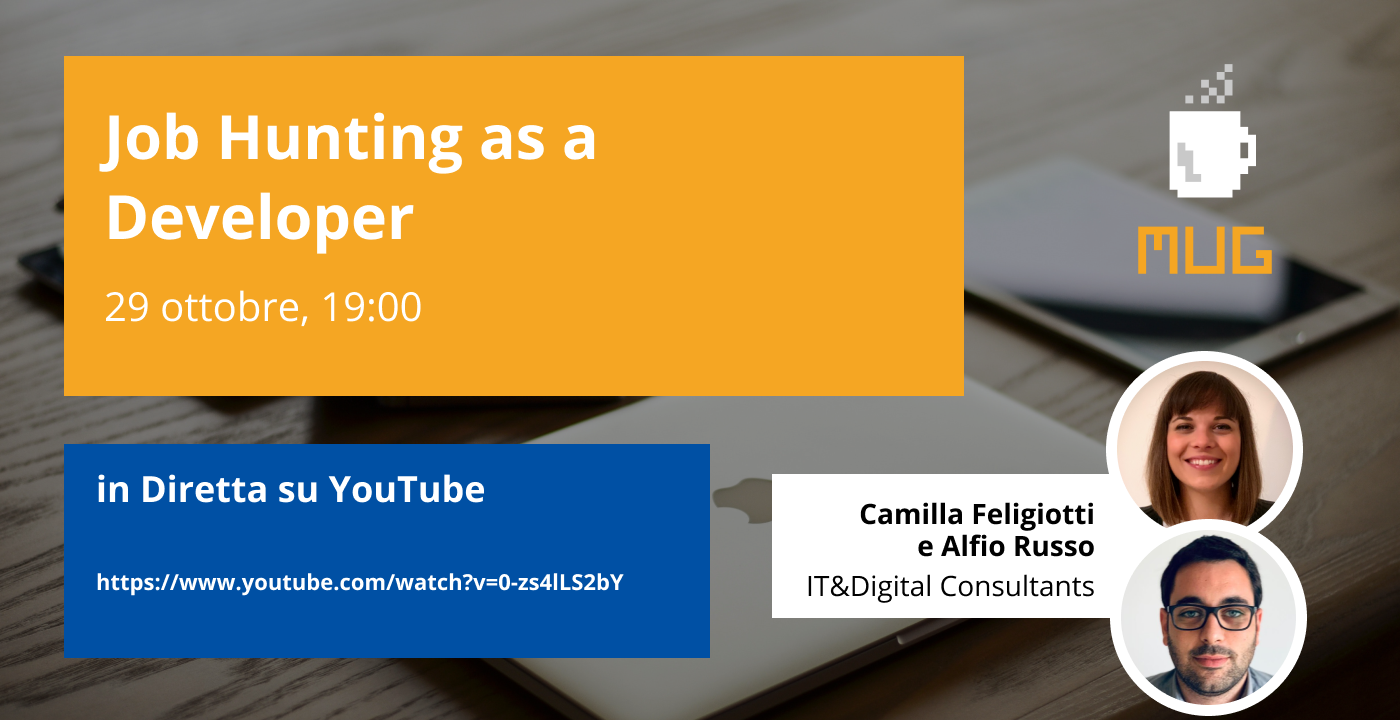 Job Hunting as a
Developer
29 ottobre, 19:00
MUG
in Diretta su YouTube
https://www.youtube.com/watch?v=0-zs4lLS2bY
Camilla Feligiotti
e Alfio Russo
IT&Digital Consultants